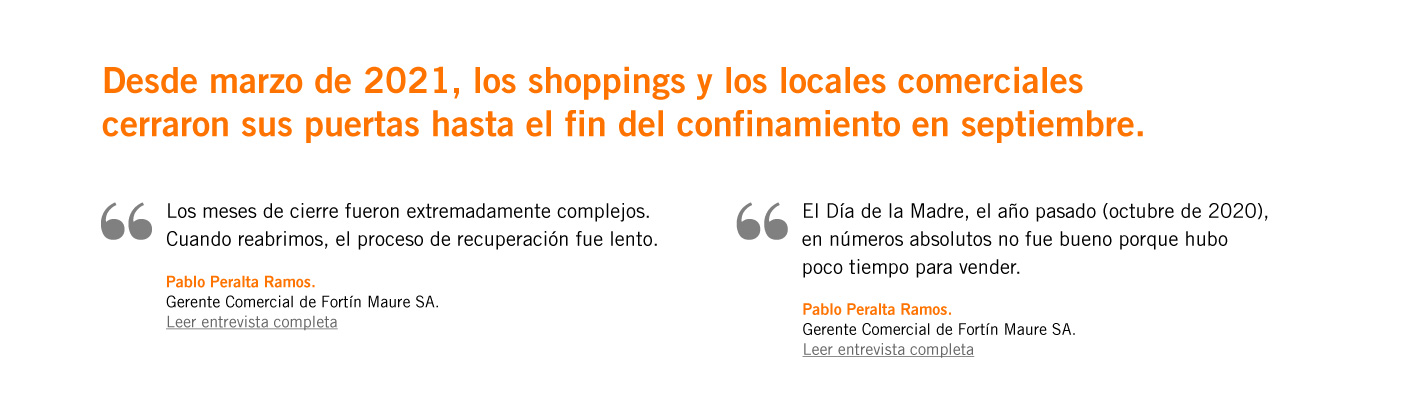 Desde marzo de 2021, los shoppings y los locales comerciales
cerraron sus puertas hasta el fin del confinamiento en septiembre.
Los meses de cierre fueron extremadamente complejos.
Cuando reabrimos, el proceso de recuperación fue lento.
Pablo Peralta Ramos.
Gerente Comercial de Fortín Maure SA.
Leer entrevista completa
El Día de la Madre, el año pasado (octubre de 2020),
en números absolutos no fue bueno porque hubo
poco tiempo para vender.
Pablo Peralta Ramos.
Gerente Comercial de Fortín Maure SA.
Leer entrevista completa